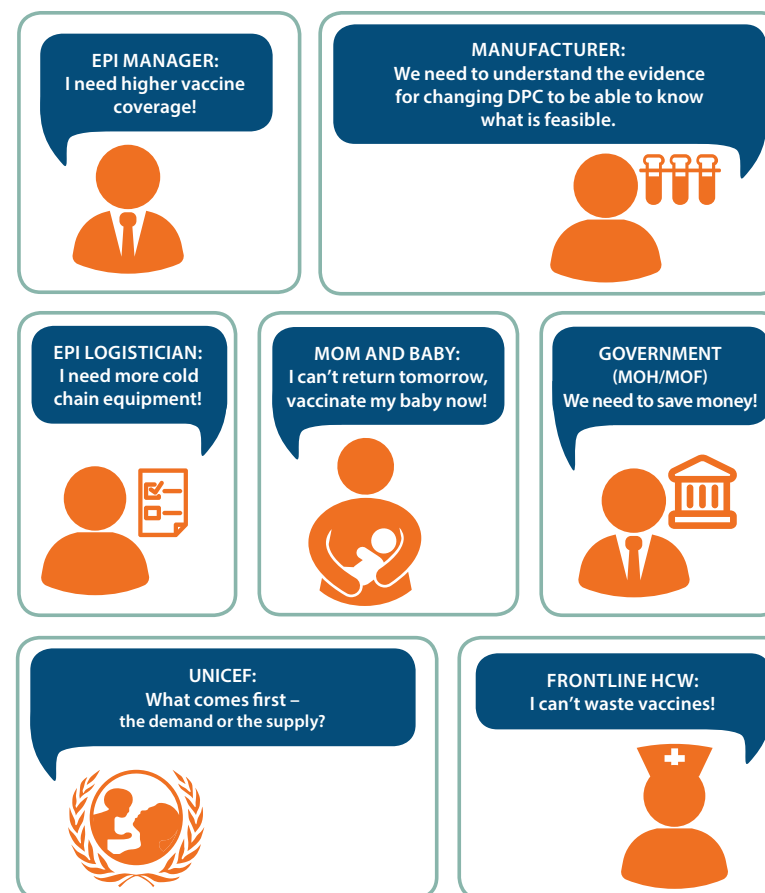 EPI MANAGER:
I need higher vaccine
coverage!
MANUFACTURER:
We need to understand the evidence
for changing DPC to be able to know
what is feasible.
EPI LOGISTICIAN:
I need more cold
chain equipment!
MOM AND BABY:
I can't return tomorrow,
vaccinate my baby now!
GOVERNMENT
(MOH/MOF)
We need to save money!
UNICEF:
What comes first –
the demand or the supply?
FRONTLINE HCW:
I can't waste vaccines!